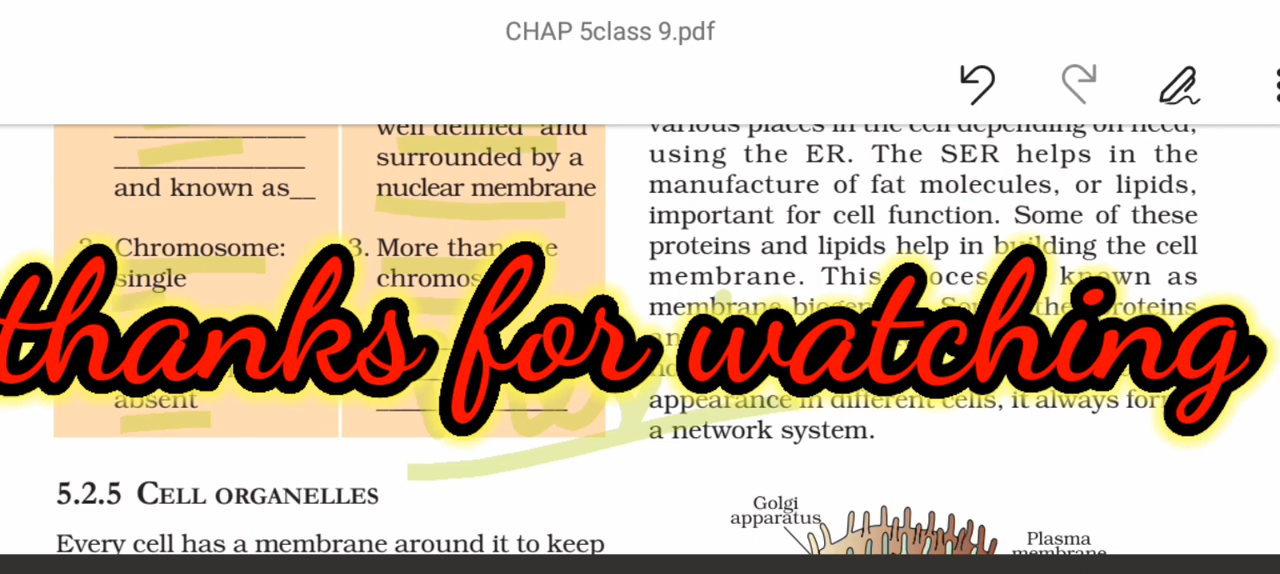 CHAP 5class 9.pdf
well defined and
surrounded by a
and known as__
nuclear membrane
Chromosome:
single
3. More than
absent
various places in the cell depending on need,
using the ER. The SER helps in the
manufacture of fat molecules, or lipids,
important for cell function. Some of these
proteins and lipids help in building the cell
membrane. This known as
membrane
proteins
appearance in different cells, it always
a network system.
thanks for watching
5.2.5 CELL ORGANELLES
Every cell has a membrane around it to keep
Golgi
apparatus
Plasma
membrane